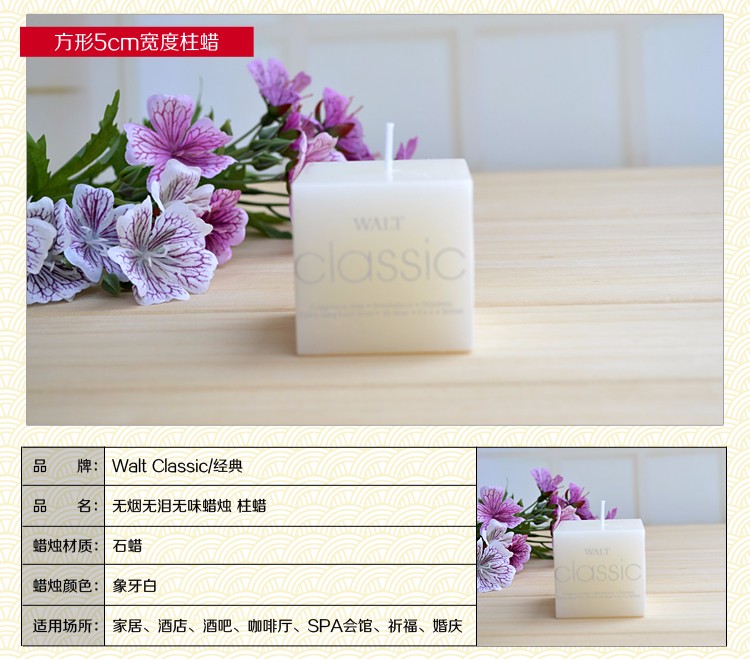 方形5cm宽度柱蜡
WALT
classic
品 牌: Walt Classic/经典
品 名: 无烟无泪无味蜡烛 柱蜡
蜡烛材质: 石蜡
蜡烛颜色: 象牙白
适用场所: 家居、酒店、酒吧、咖啡厅、SPA会馆、祈福、婚庆
WALT
classic